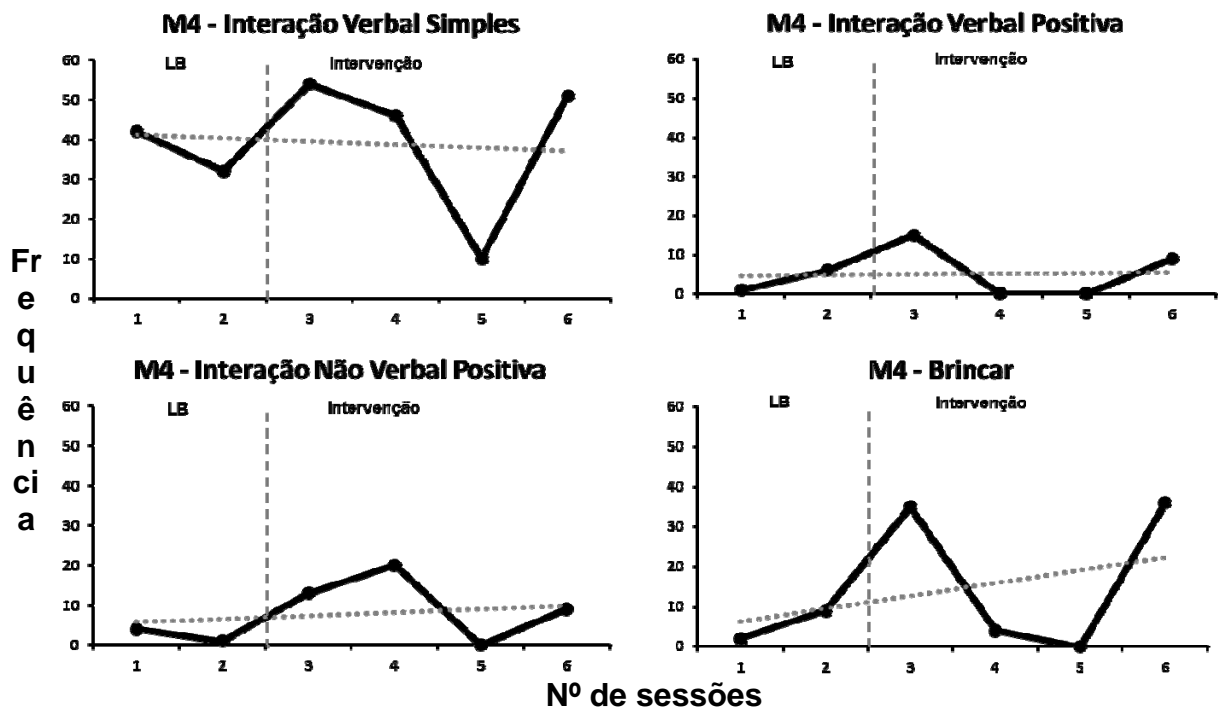 M4 - Interação Verbal Simples
60
50
40
30
20
10
0
LB
Intervenção
1 2 3 4 5 6
M4 - Interação Verbal Positiva
60
50
40
30
20
10
0
LB
Intervenção
1 2 3 4 5 6
Fr
e
q
u
ê
n
ci
a
M4 - Interação Não Verbal Positiva
60
50
40
30
20
10
0
LB
Intervenção
1 2 3 4 5 6
M4 - Brincar
60
50
40
30
20
10
0
LB
Intervenção
1 2 3 4 5 6
Nº de sessões